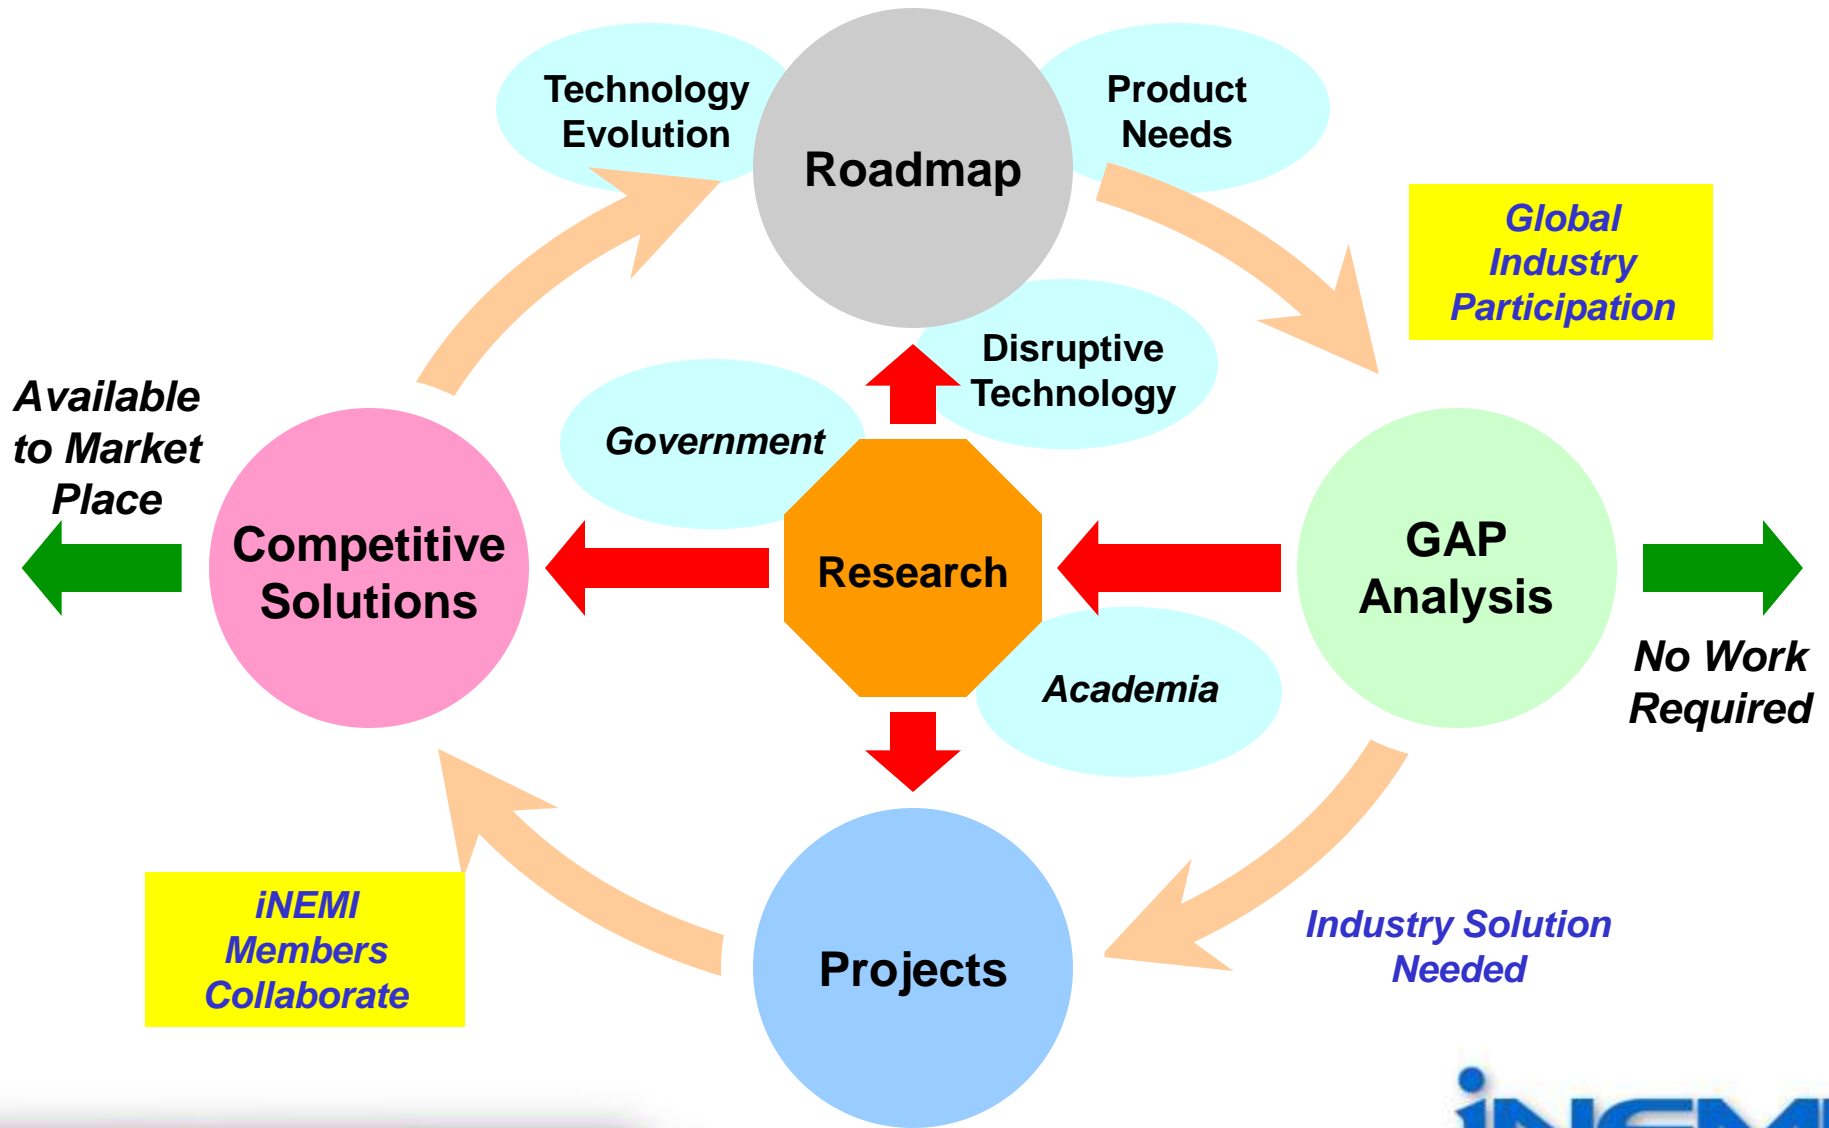 Technology
Evolution
Product
Needs
Roadmap
Global
Industry
Participation
Disruptive
Technology
Available
to Market
Place
Government
Competitive
Solutions
Research
GAP
Analysis
No Work
Required
Academia
iNEMI
Members
Collaborate
Projects
Industry Solution
Needed
iNEMI